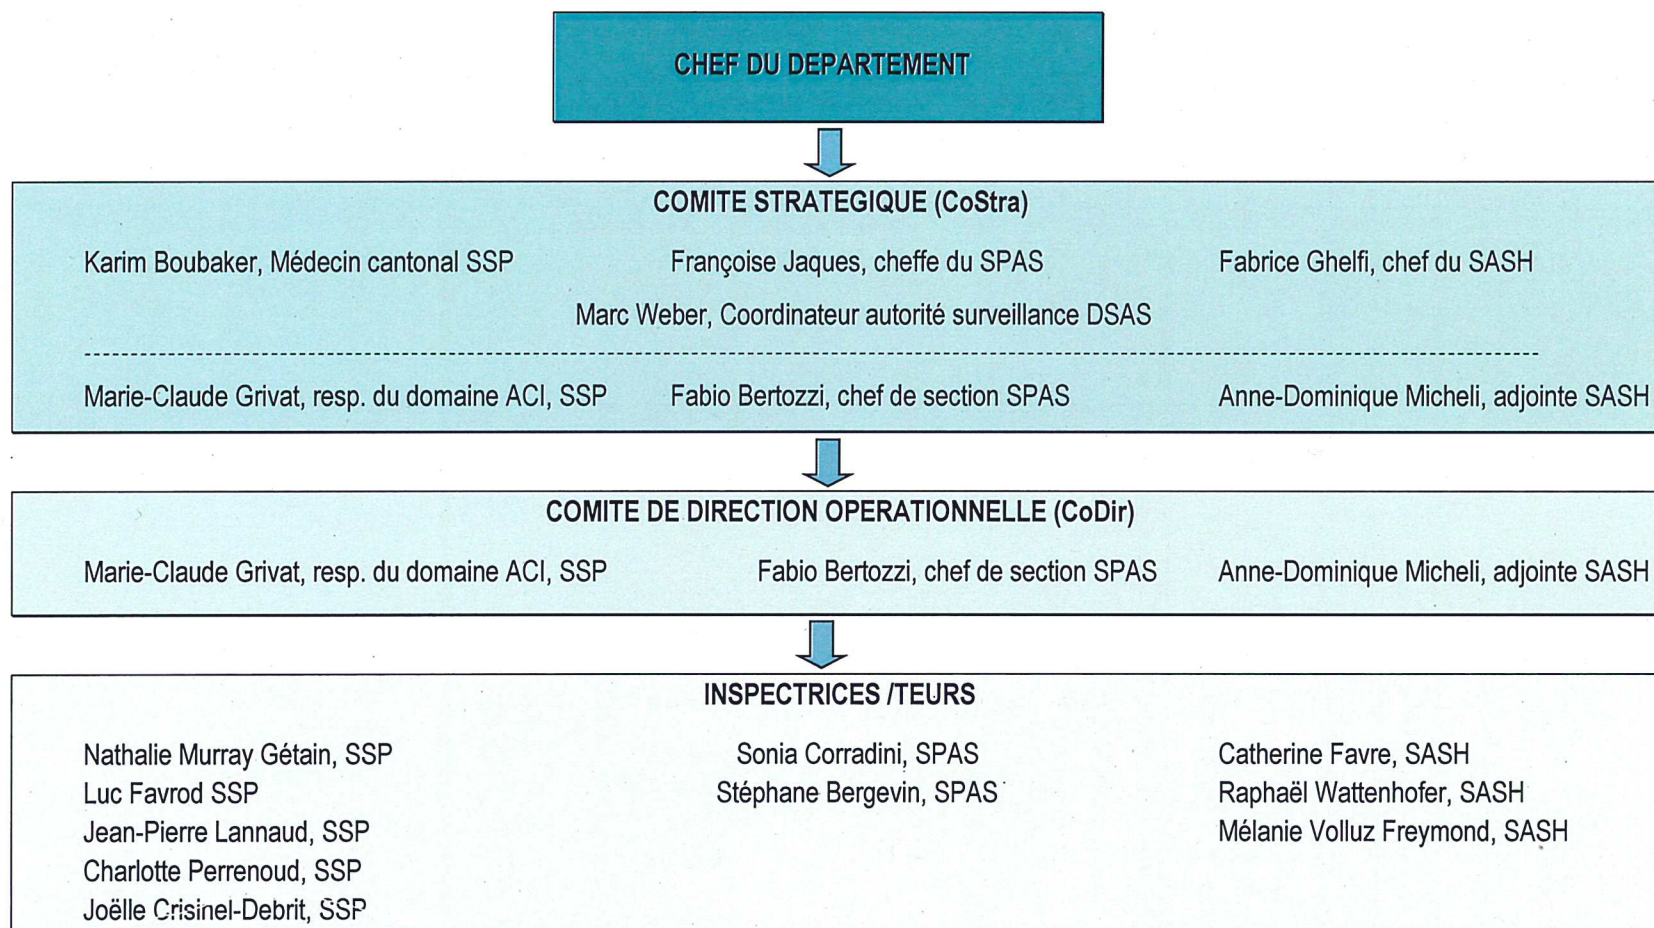 CHEF DU DEPARTEMENT
COMITE STRATEGIQUE (CoStra)
Karim Boubaker, Médecin cantonal SSP Françoise Jaques, cheffe du SPAS Fabrice Ghelfi, chef du SASH
Marc Weber, Coordinateur autorité surveillance DSAS
Marie-Claude Grivat, resp. du domaine ACI, SSP Fabio Bertozzi, chef de section SPAS Anne-Dominique Micheli, adjointe SASH
COMITE DE DIRECTION OPERATIONNELLE (CoDir)
Marie-Claude Grivat, resp. du domaine ACI, SSP Fabio Bertozzi, chef de section SPAS Anne-Dominique Micheli, adjointe SASH
INSPECTRICES /TEURS
Nathalie Murray Gétain, SSP Sonia Corradini, SPAS Catherine Favre, SASH
Luc Favrod SSP Stéphane Bergevin, SPAS Raphaël Wattenhofer, SASH
Jean-Pierre Lannaud, SSP Mélanie Volluz Freymond, SASH
Charlotte Perrenoud, SSP
Joëlle Crisinel-Debrit, SSP